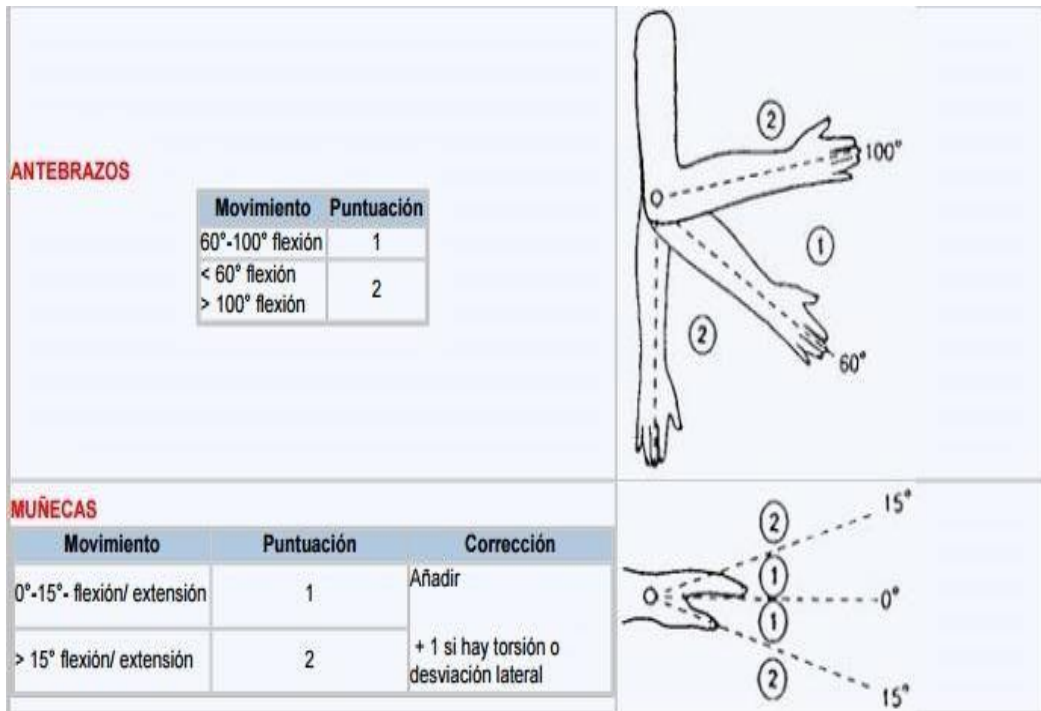 ANTEBRAZOS
Movimiento Puntuación
60°-100° flexión 1
< 60° flexión
> 100° flexión
2
2
100°
1
2
60°
MUÑECAS
Movimiento Puntuación Corrección
0°-15°- flexión/ extensión 1
Añadir
+ 1 si hay torsión o
desviación lateral
> 15° flexión/ extensión 2
15°
2
1
0°
1
2
15°